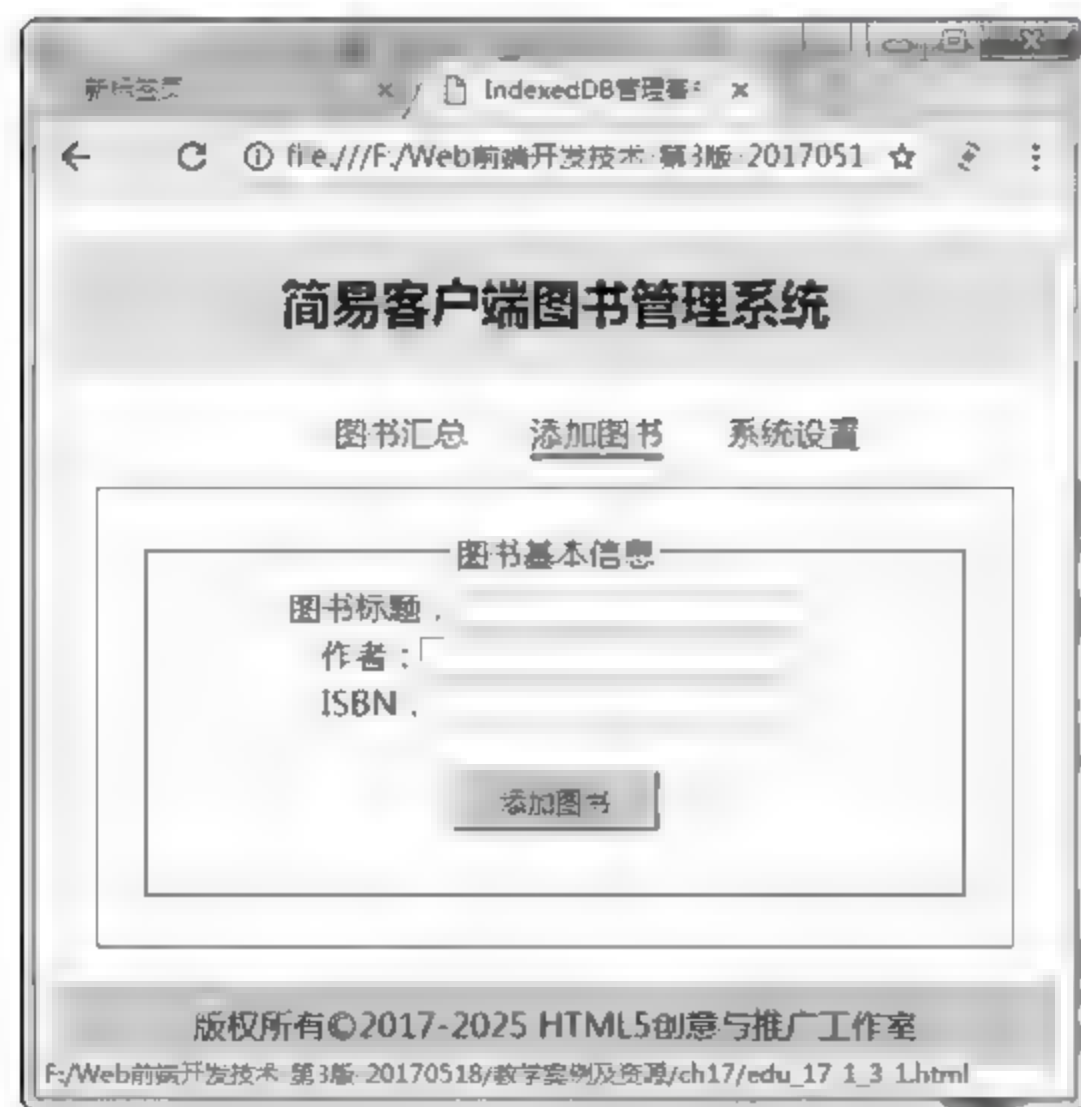 新标签页
IndexedDB管理
file:///F:/Web前端开发技术-第3版-2017051
简易客户端图书管理系统
图书汇总 添加图书 系统设置
图书基本信息
图书标题：
作者：
ISBN：
添加图书
版权所有©2017-2025 HTML5创意与推广工作室
F:/Web前端开发技术-第3版-20170518/教学案例及资源/ch17/edu_17_1_3_1.html